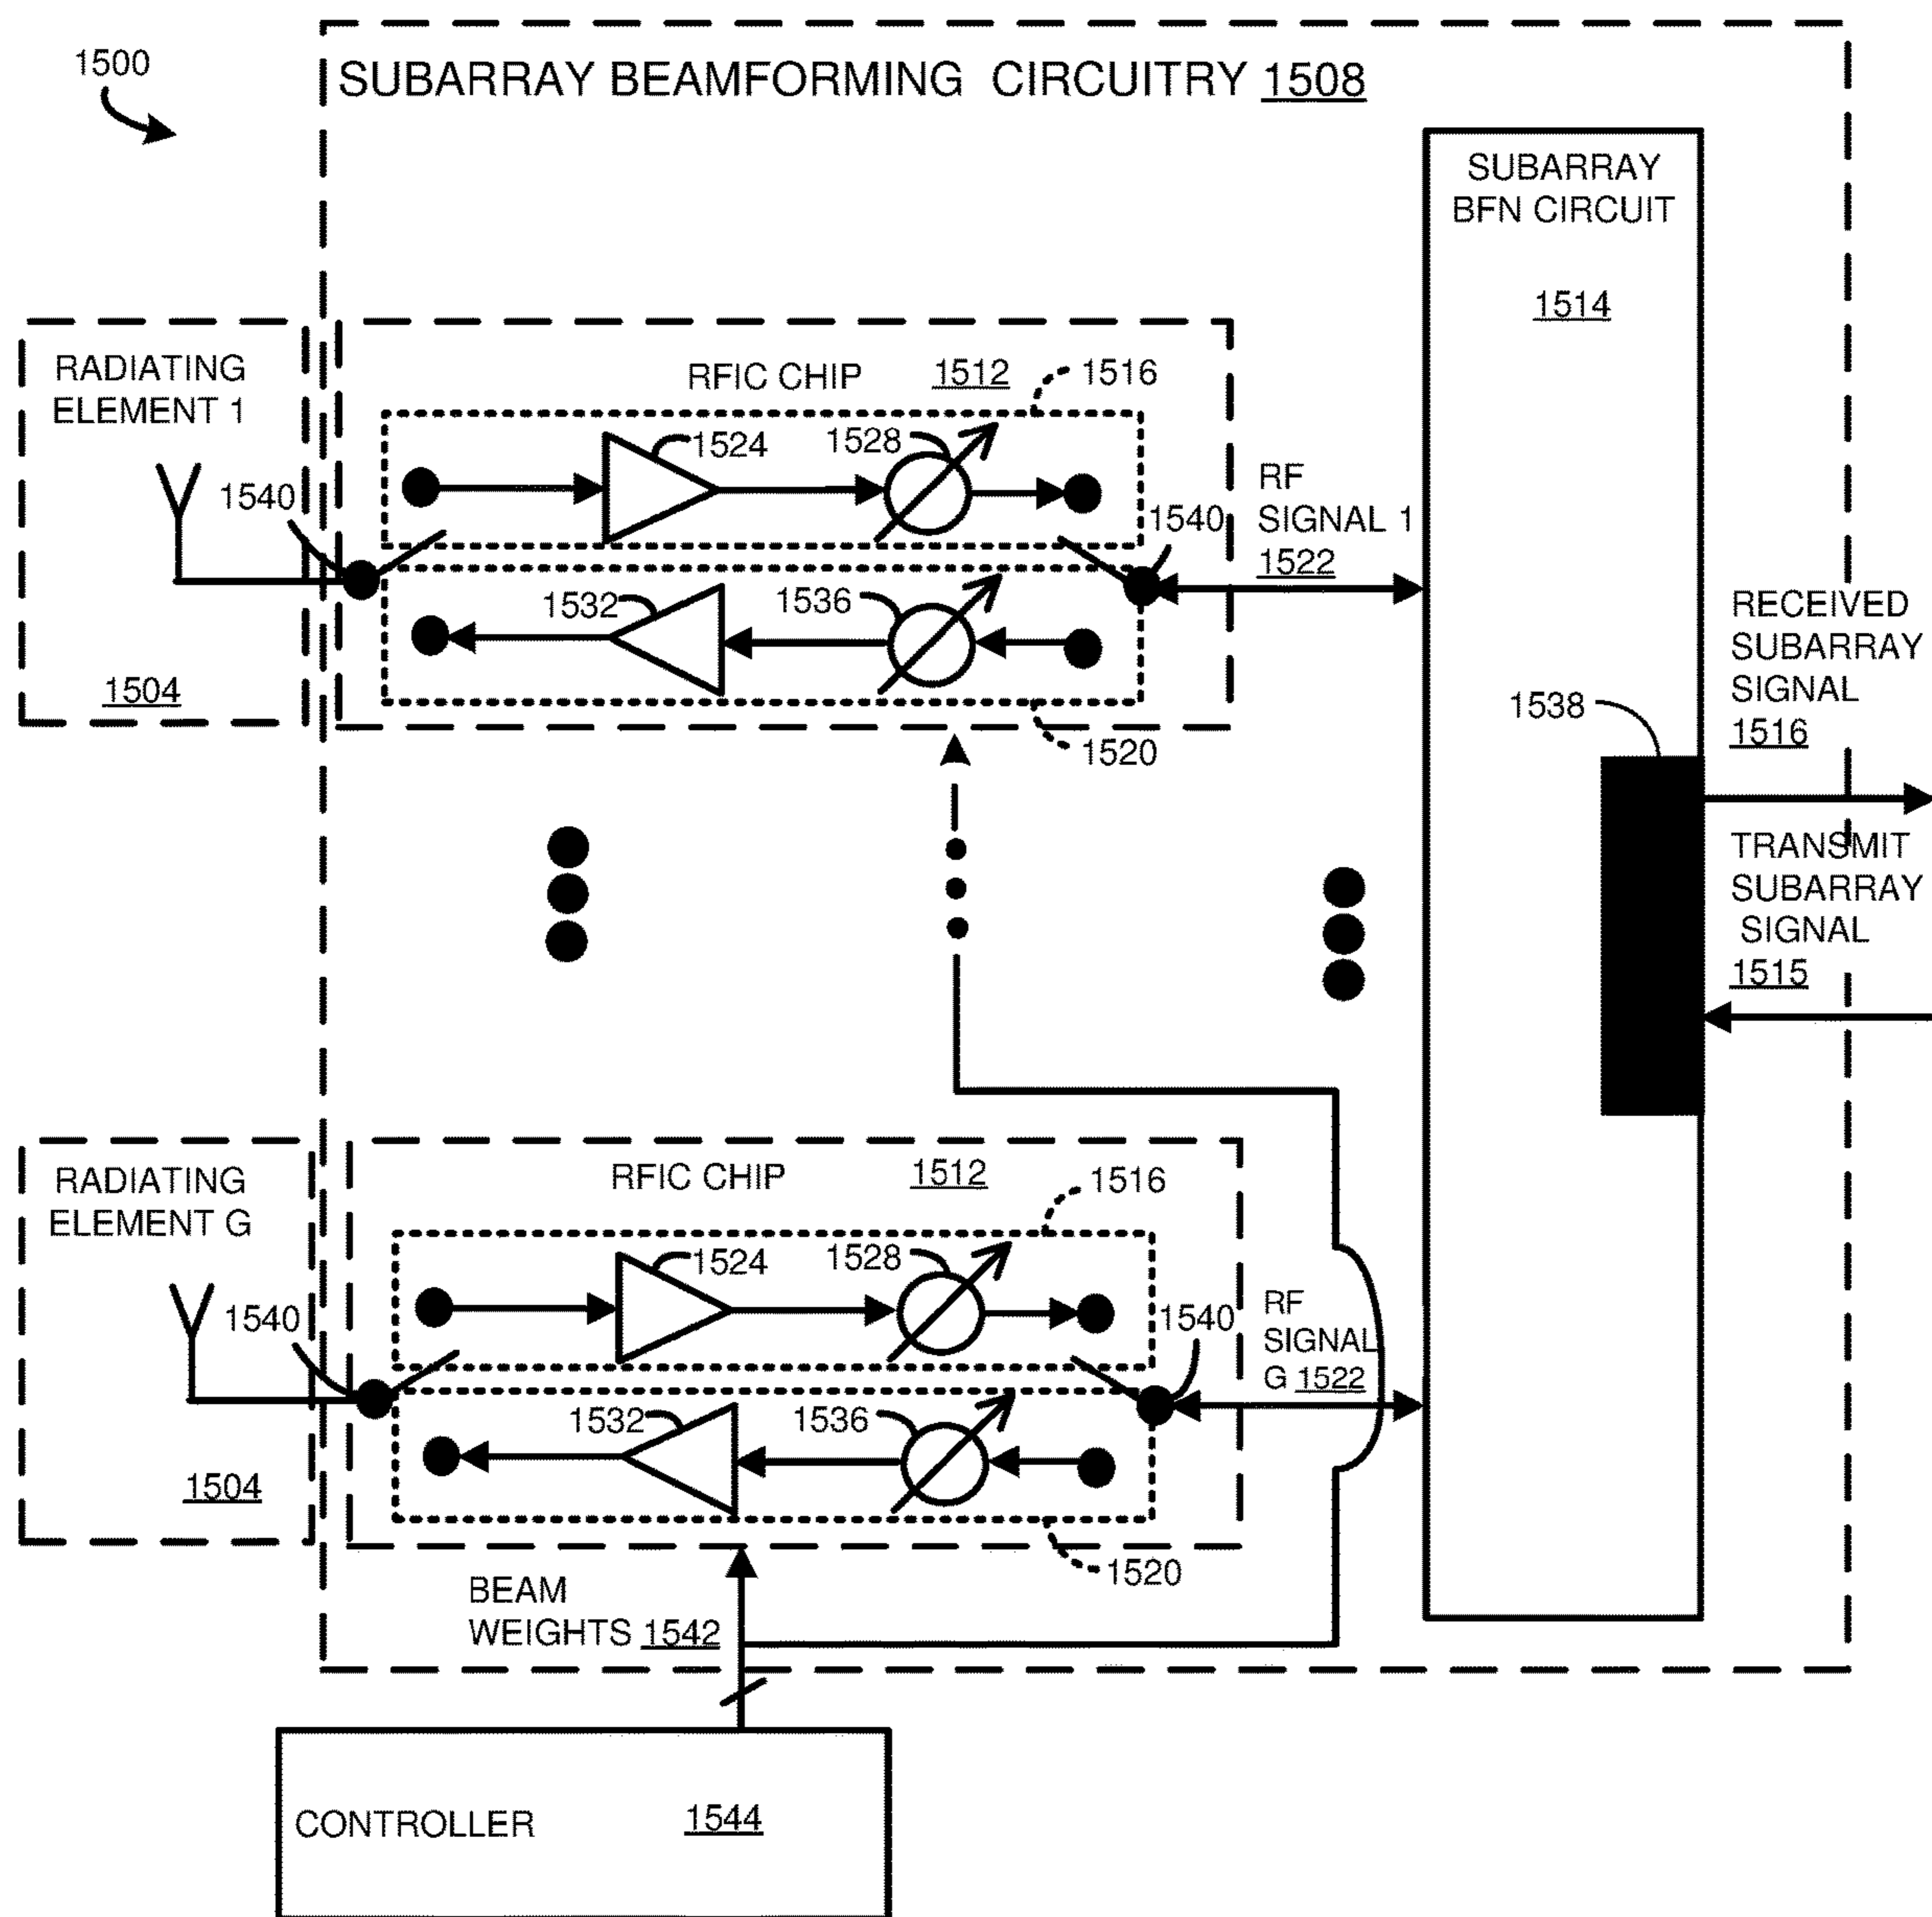 1500
SUBARRAY BEAMFORMING CIRCUITRY 1508
SUBARRAY
BFN CIRCUIT
1514
RADIATING
ELEMENT 1
1504
RFIC CHIP 1512
1516
1524
1528
1540
1540
1532
1536
1520
RF
SIGNAL 1
1522
1538
RECEIVED
SUBARRAY
SIGNAL
1516
TRANSMIT
SUBARRAY
SIGNAL
1515
RADIATING
ELEMENT G
1504
RFIC CHIP 1512
1516
1524
1528
1540
1540
1532
1536
1520
RF
SIGNAL
G 1522
BEAM
WEIGHTS 1542
CONTROLLER 1544